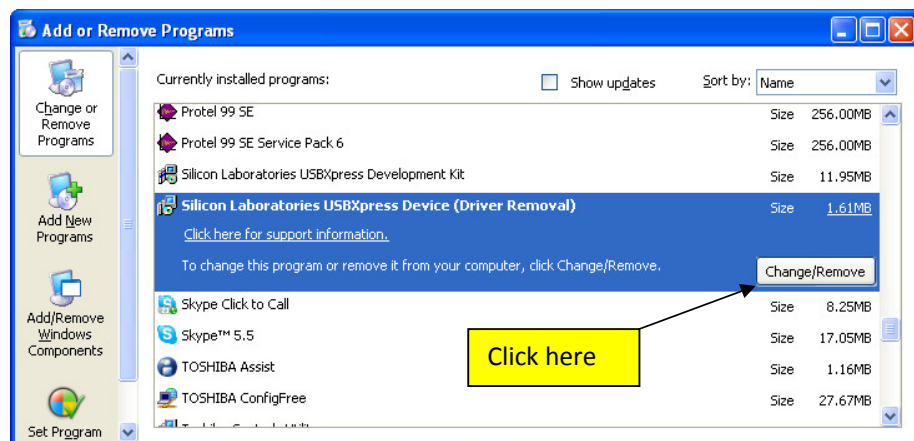 Add or Remove Programs
Change or
Remove
Programs
Add New
Programs
Add/Remove
Windows
Components
Set Program
Currently installed programs:
Show updates
Sort by: Name
Protel 99 SE Size 256.00MB
Protel 99 SE Service Pack 6 Size 256.00MB
Silicon Laboratories USBXpress Development Kit Size 11.95MB
Silicon Laboratories USBXpress Device (Driver Removal) Size 1.61MB
Click here for support information.
To change this program or remove it from your computer, click Change/Remove. Change/Remove
Skype Click to Call Size 8.25MB
Skype™ 5.5 Size 17.05MB
TOSHIBA Assist Size 1.16MB
TOSHIBA ConfigFree Size 27.67MB
Click here